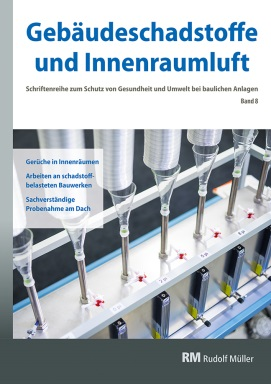 Gebäudeschadstoffe
und Innenraumluft
Schriftenreihe zum Schutz von Gesundheit und Umwelt bei baulichen Anlagen
Band 8
Gerüche in Innenräumen
Arbeiten an schadstoff-
belasteten Bauwerken
Sachverständige
Probenahme am Dach
RM Rudolf Müller